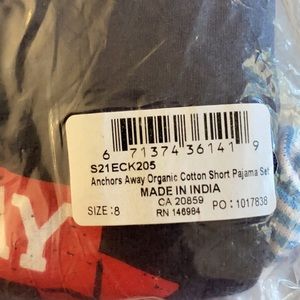 6 71374 36141 9
S21ECK205
Anchors Away Organic Cotton Short Pajama Set
MADE IN INDIA
CA 20859
SIZE:8 RN 146984 PO:1017838